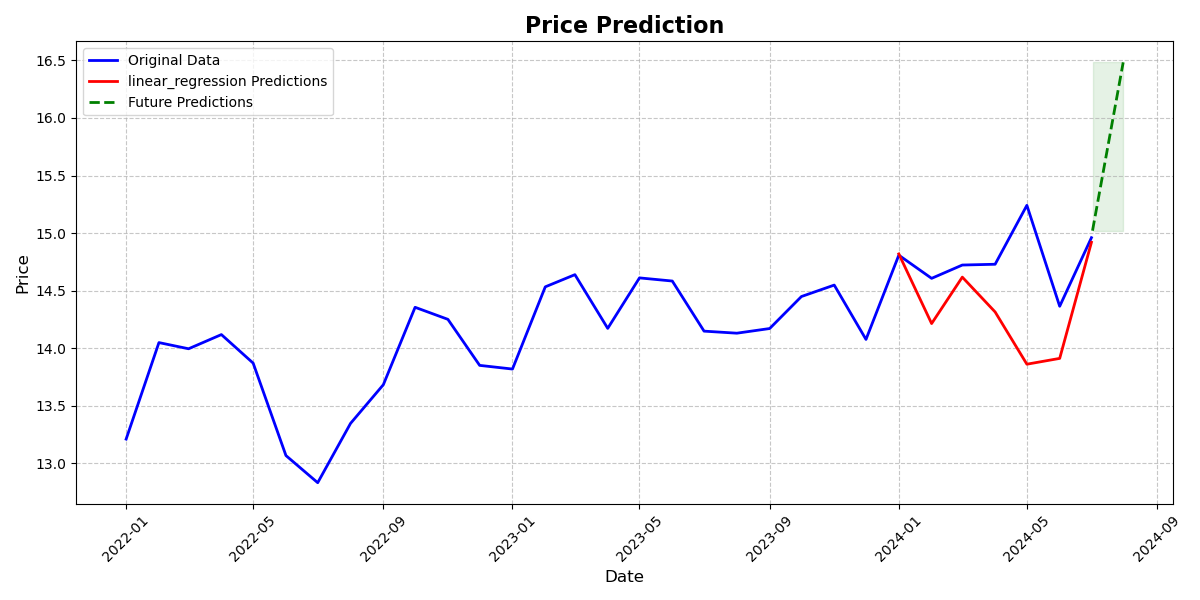 Price Prediction
Original Data
linear_regression Predictions
Future Predictions
16.5
16.0
15.5
15.0
14.5
14.0
13.5
13.0
Price
2022-01
2022-05
2022-09
2023-01
2023-05
2023-09
2024-01
2024-05
2024-09
Date